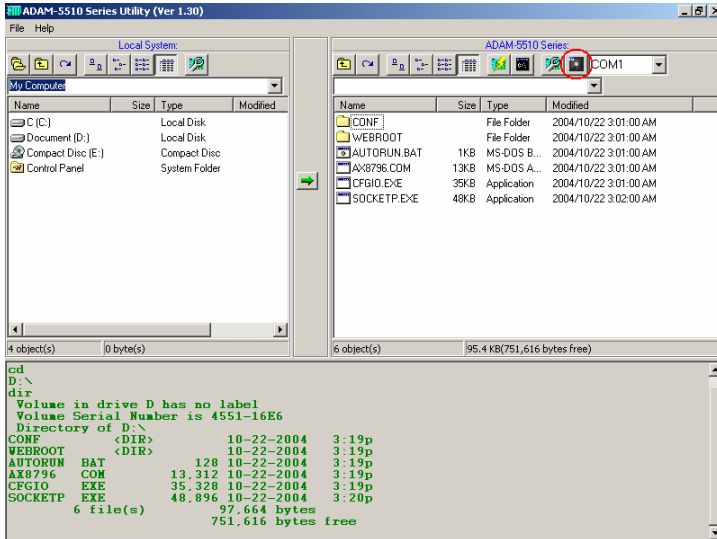 ADAM-5510 Series Utility (Ver 1.30)
File Help
Local System:
My Computer
Name Size Type Modified
C (C:) Local Disk
Document (D:) Local Disk
Compact Disc (E:) Compact Disc
Control Panel System Folder
4 object(s) 0 byte(s)
ADAM-5510 Series:
COM1
Name Size Type Modified
CONF File Folder 2004/10/22 3:01:00 AM
WEBROOT File Folder 2004/10/22 3:01:00 AM
AUTORUN.BAT 1KB MS-DOS B... 2004/10/22 3:01:00 AM
AX8796.COM 13KB MS-DOS A... 2004/10/22 3:01:00 AM
CFGIO.EXE 35KB Application 2004/10/22 3:01:00 AM
SOCKETP.EXE 48KB Application 2004/10/22 3:02:00 AM
6 object(s) 95.4 KB(751,616 bytes free)
cd
D:\
dir
Volume in drive D has no label
Volume Serial Number is 4551-16E6
Directory of D:\
CONF <DIR> 10-22-2004 3:19p
WEBROOT <DIR> 10-22-2004 3:19p
AUTORUN BAT 128 10-22-2004 3:19p
AX8796 COM 13,312 10-22-2004 3:19p
CFGIO EXE 35,328 10-22-2004 3:19p
SOCKETP EXE 48,896 10-22-2004 3:20p
6 file(s) 97,664 bytes
751,616 bytes free